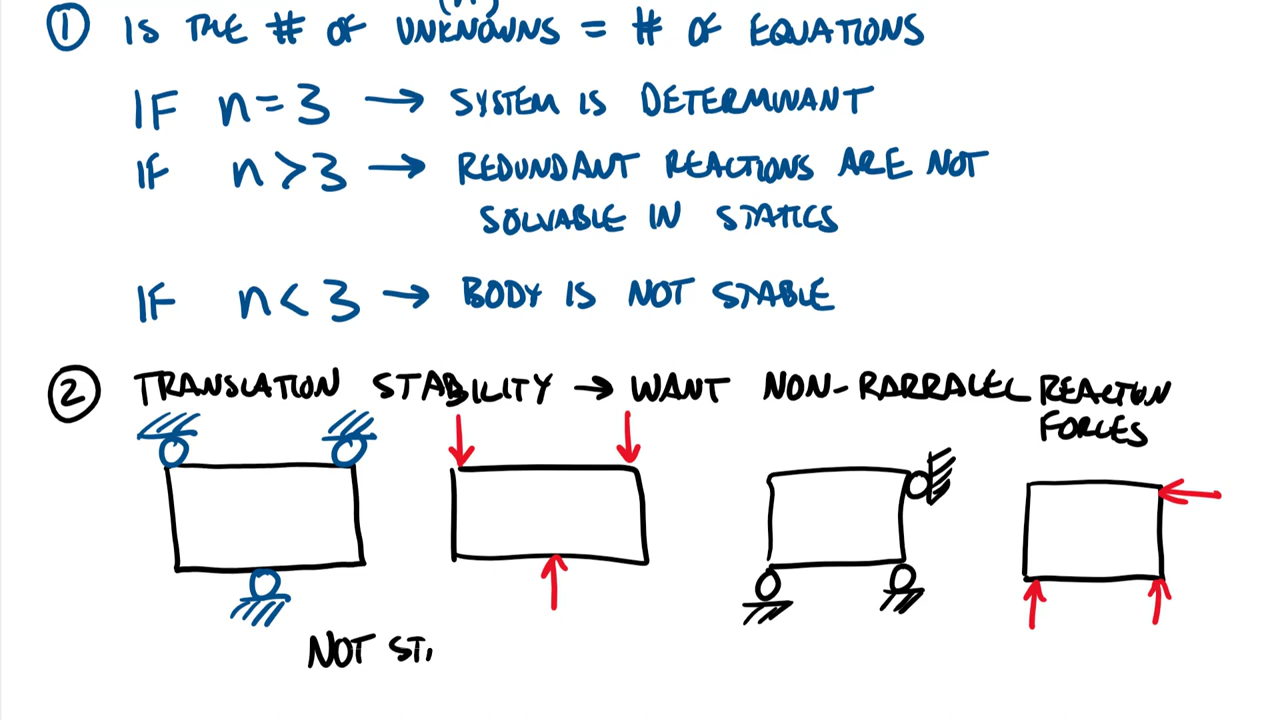 (n)
① IS THE # OF UNKNOWNS = # OF EQUATIONS
IF n = 3 → SYSTEM IS DETERMINANT
IF n > 3 → REDUNDANT REACTIONS ARE NOT
SOLVABLE IN STATICS
IF n < 3 → BODY IS NOT STABLE
② TRANSLATION STABILITY → WANT NON-PARRALEL REACTION
FORCES
NOT ST